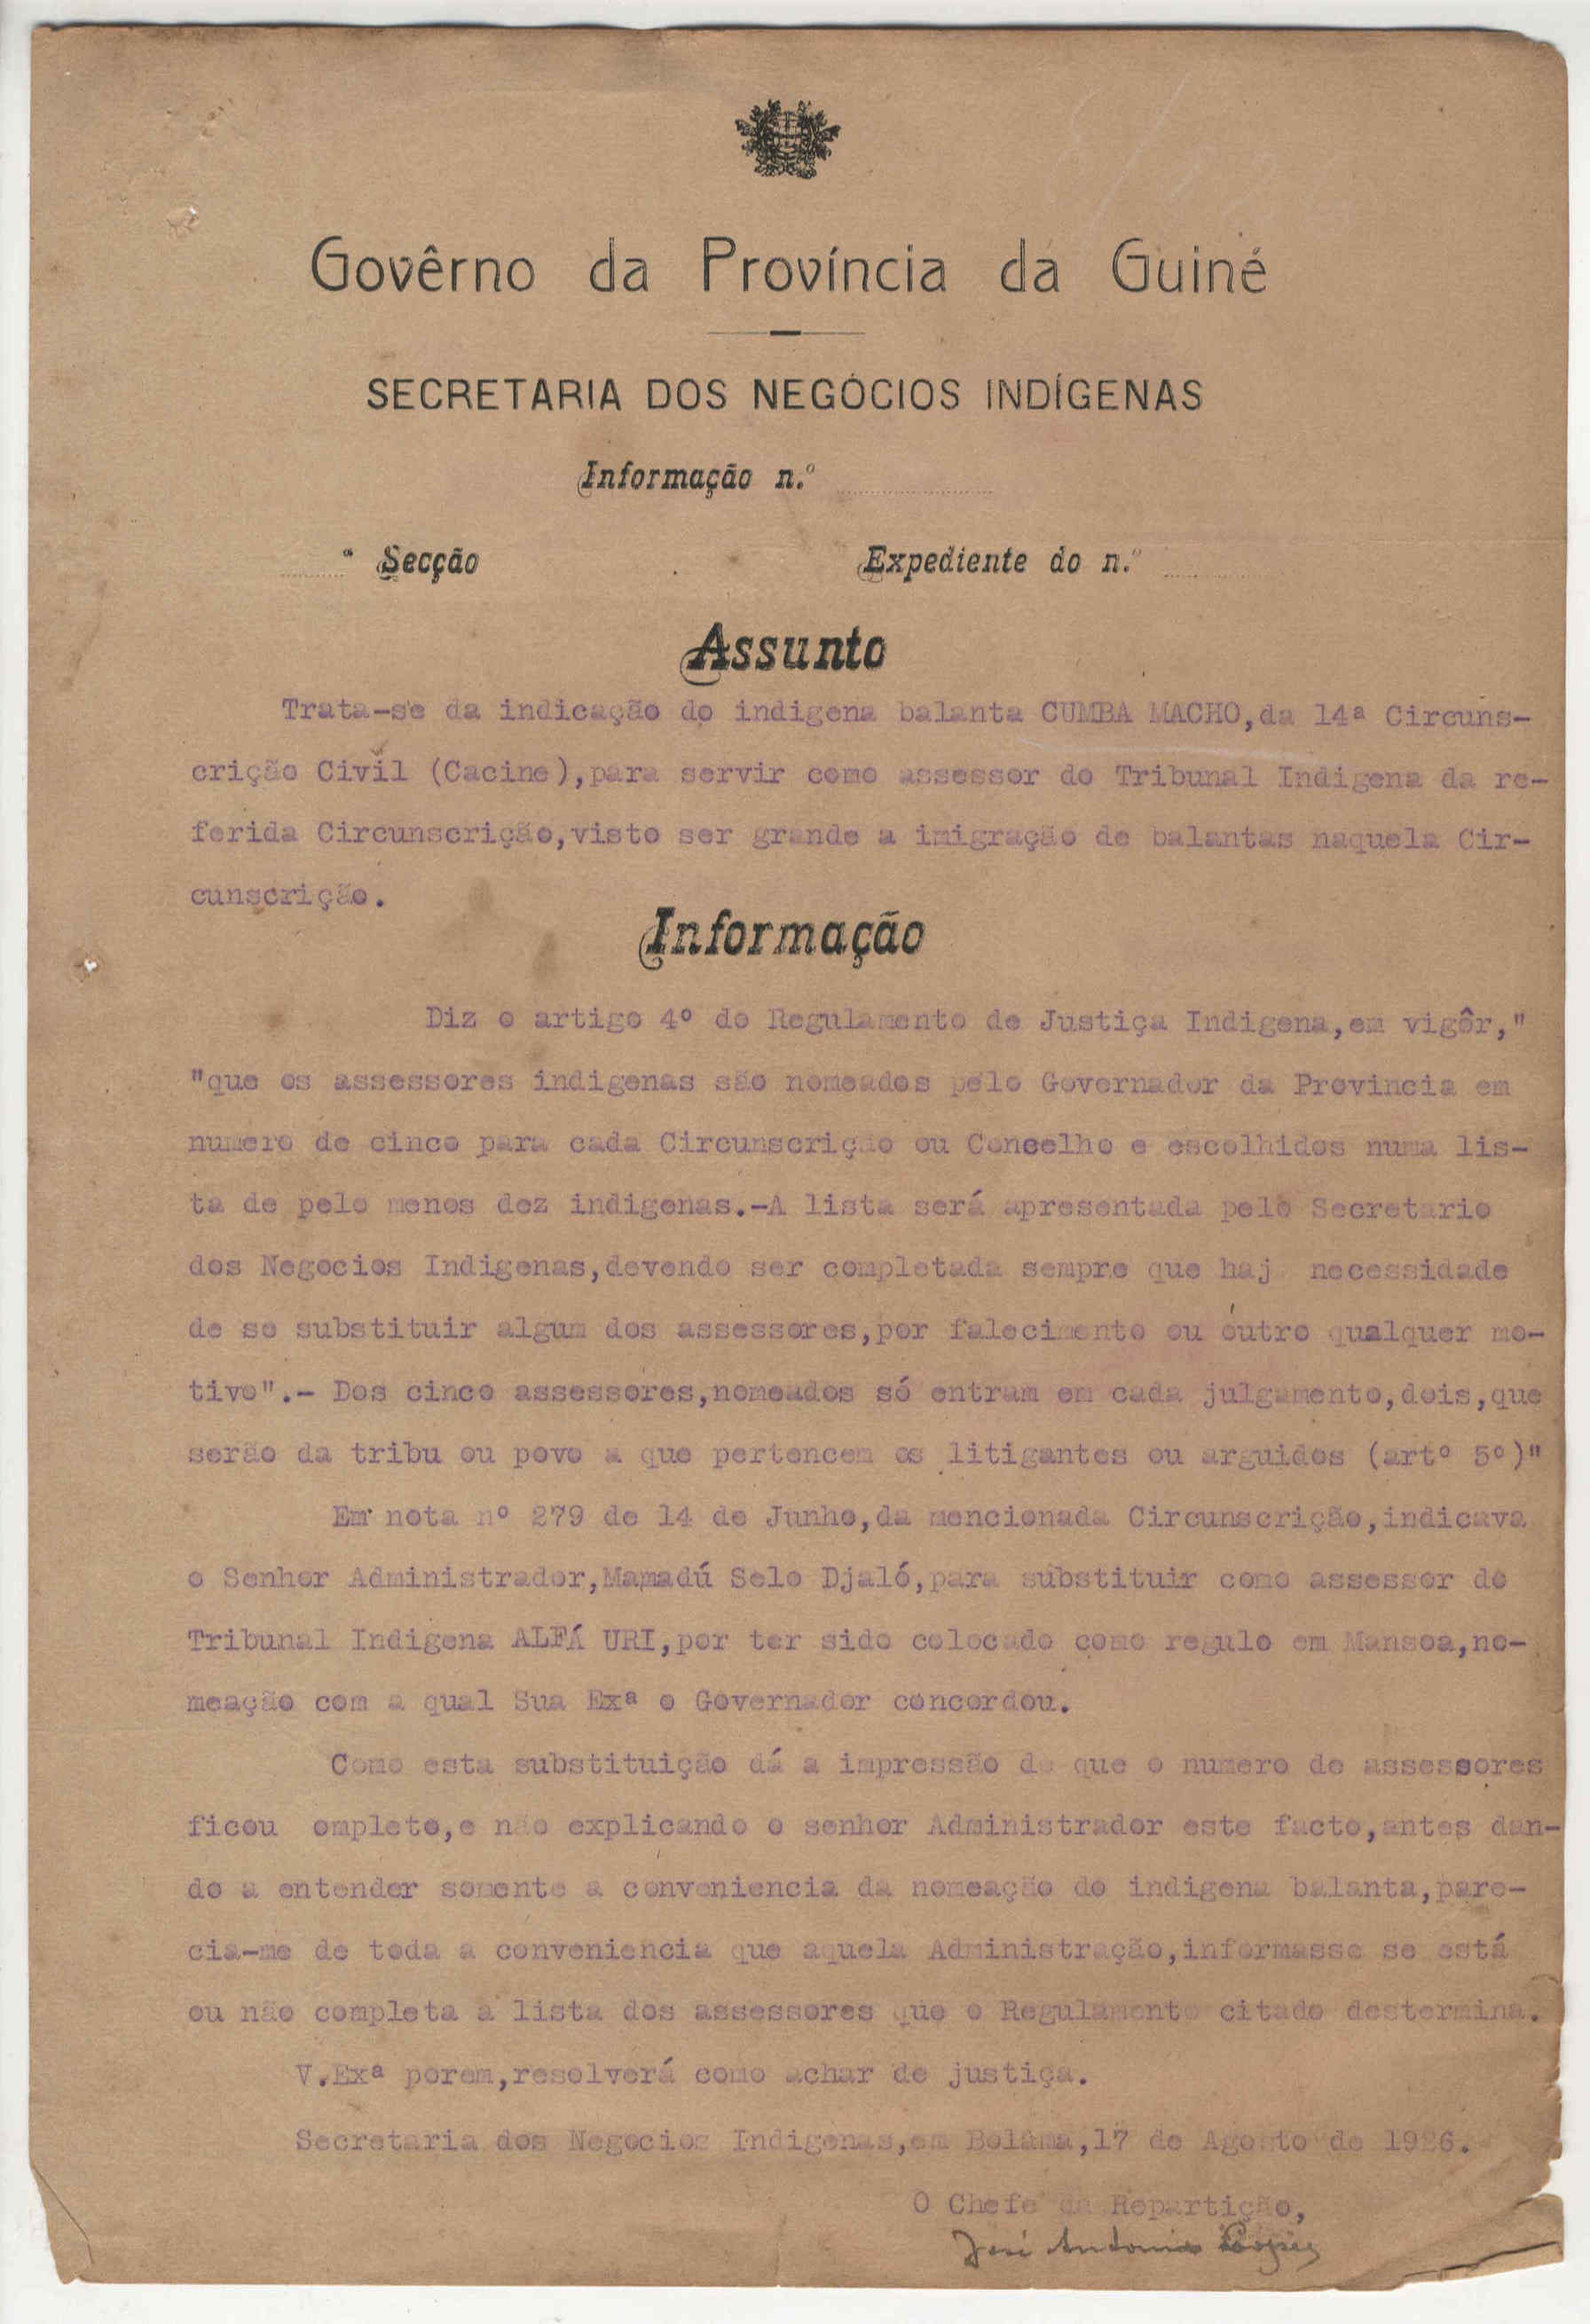 Govêrno da Província da Guiné
SECRETARIA DOS NEGÓCIOS INDÍGENAS
Informação n.º
ª Secção Expediente do n.º
Assunto
Trata-se da indicação do indigena balanta CUMBA MACHO,da 14ª Circuns-
crição Civil (Cacine),para servir como assessor do Tribunal Indigena da re-
ferida Circunscrição,visto ser grande a imigração de balantas naquela Cir-
cunscrição.
Informação
Diz o artigo 4º do Regulamento de Justiça Indigena,em vigôr,"
"que os assessores indigenas são nomeados pelo Governador da Provincia em
numero de cinco para cada Circunscrição ou Concelho e escolhidos numa lis-
ta de pelo menos dez indigenas.-A lista será apresentada pelo Secretario
dos Negocios Indigenas,devendo ser completada sempre que haj necessidade
de se substituir algum dos assessores,por falecimento ou outro qualquer mo-
tivo".- Dos cinco assessores,nomeados só entram em cada julgamento,dois,que
serão da tribu ou povo a que pertencem os litigantes ou arguidos (artº 5º)"
Em nota nº 279 de 14 de Junho,da mencionada Circunscrição,indicava
o Senhor Administrador,Mamadú Selo Djaló,para substituir como assessor do
Tribunal Indigena ALFÁ URI,por ter sido colocado como regulo em Mansoa,no-
meação com a qual Sua Exª o Governador concordou.
Como esta substituição dá a impressão de que o numero de assessores
ficou ompleto,e não explicando o senhor Administrador este facto,antes dan-
do a entender somente a conveniencia da nomeação do indigena balanta,pare-
cia-me de toda a conveniencia que aquela Administração,informasse se está
ou não completa a lista dos assessores que o Regulamento citado destermina.
V.Exª porem,resolverá como achar de justiça.
Secretaria dos Negocios Indigenas,em Bolama,17 de Agosto de 1926.
O Chefe da Repartição,
José Antonio Lopes